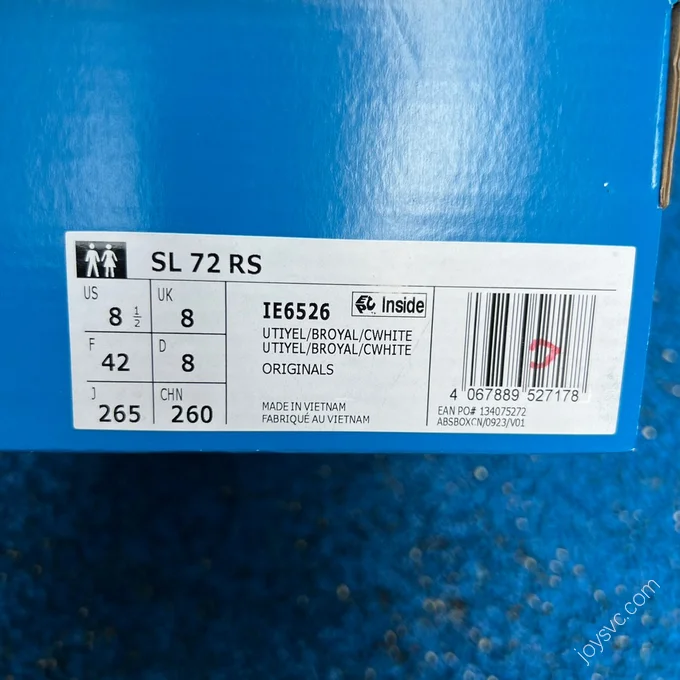 SL 72 RS
US
8 1/2
UK
8
F
42
D
8
J
265
CHN
260
IE6526
Inside
UTIYEL/BROYAL/CWHITE
UTIYEL/BROYAL/CWHITE
ORIGINALS
MADE IN VIETNAM
FABRIQUÉ AU VIETNAM
4 067889 527178
EAN PO# 134075272
ABSBOXCN/0923/V01
joysvc.com